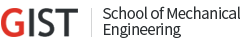 GIST
School of Mechanical
Engineering